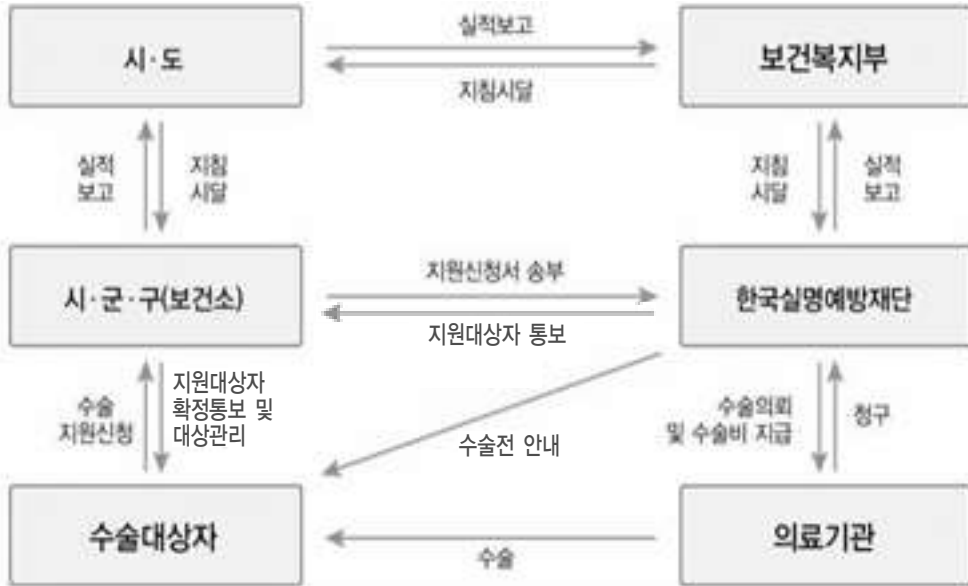 시·도
실적보고
지침시달
보건복지부
실적
보고
지침
시달
지침
시달
실적
보고
시·군·구(보건소)
지원신청서 송부
지원대상자 통보
한국실명예방재단
수술
지원신청
지원대상자
확정통보 및
대상관리
수술전 안내
수술의뢰
및 수술비 지급
청구
수술대상자
수술
의료기관